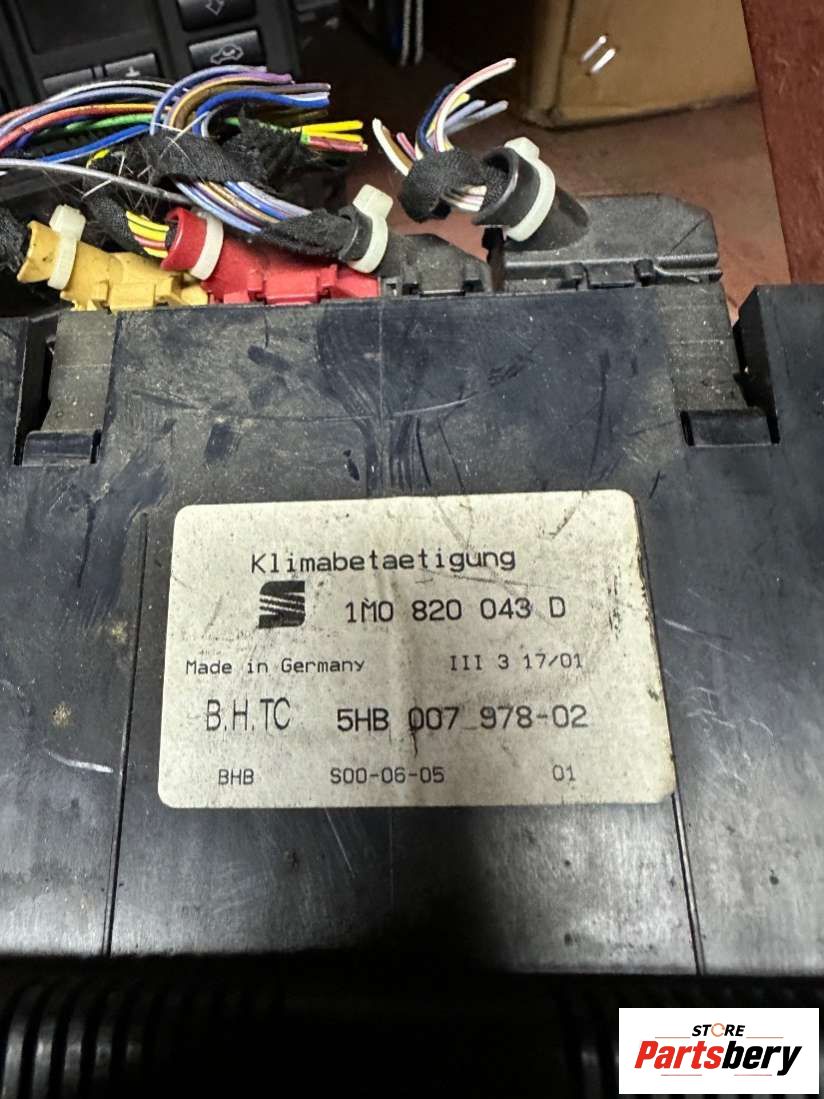 Klimabetaetigung
1M0 820 043 D
Made in Germany III 3 17/01
B.H.TC 5HB 007 978-02
BHB S00-06-05 01
STORE
Partsbery